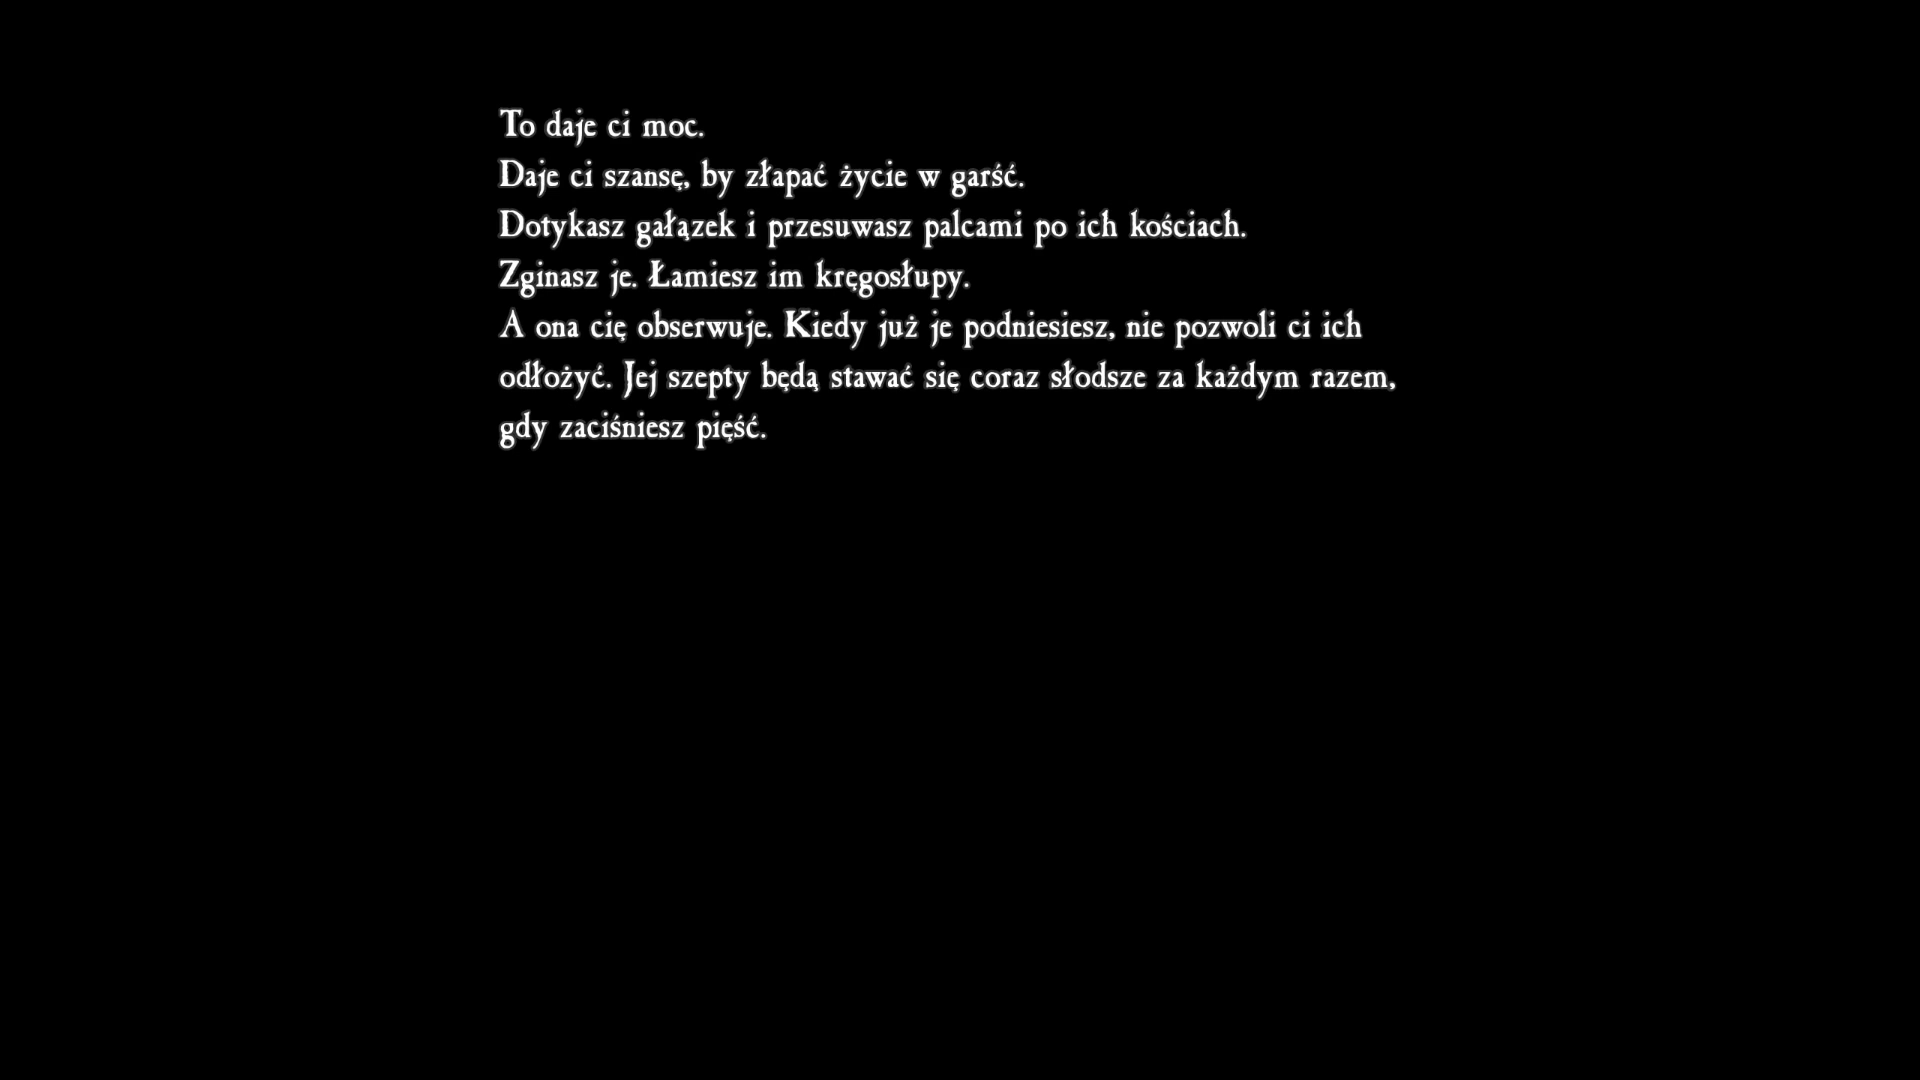 To daje ci moc.
Daje ci szansę, by złapać życie w garść.
Dotykasz gałązek i przesuwasz palcami po ich kościach.
Zginasz je. Łamiesz im kręgosłupy.
A ona cię obserwuje. Kiedy już je podniesiesz, nie pozwoli ci ich
odłożyć. Jej szepty będą stawać się coraz słodsze za każdym razem,
gdy zaciśniesz pięść.